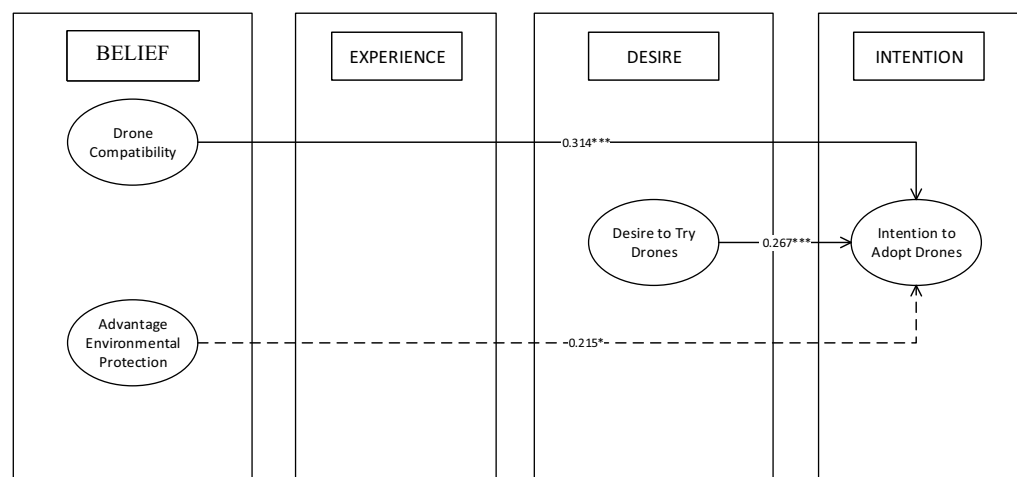 BELIEF
EXPERIENCE
DESIRE
INTENTION
Drone
Compatibility
0.314***
Desire to Try
Drones
0.267***
Intention to
Adopt Drones
Advantage
Environmental
Protection
0.215*